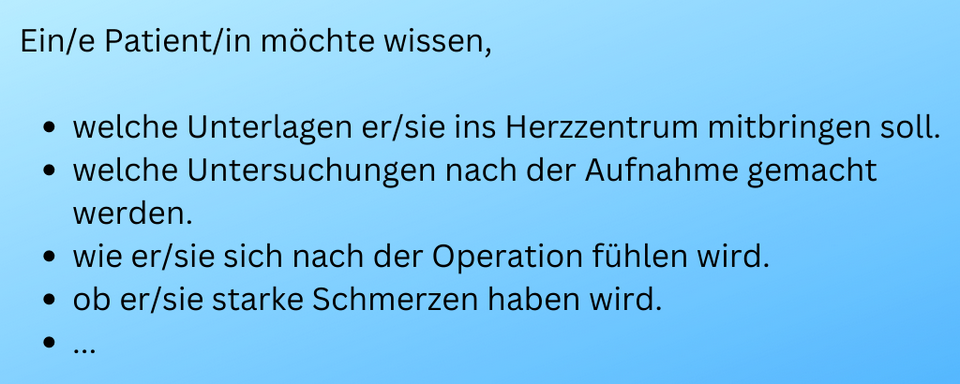 Ein/e Patient/in möchte wissen,
• welche Unterlagen er/sie ins Herzzentrum mitbringen soll.
• welche Untersuchungen nach der Aufnahme gemacht
werden.
• wie er/sie sich nach der Operation fühlen wird.
• ob er/sie starke Schmerzen haben wird.
• ...